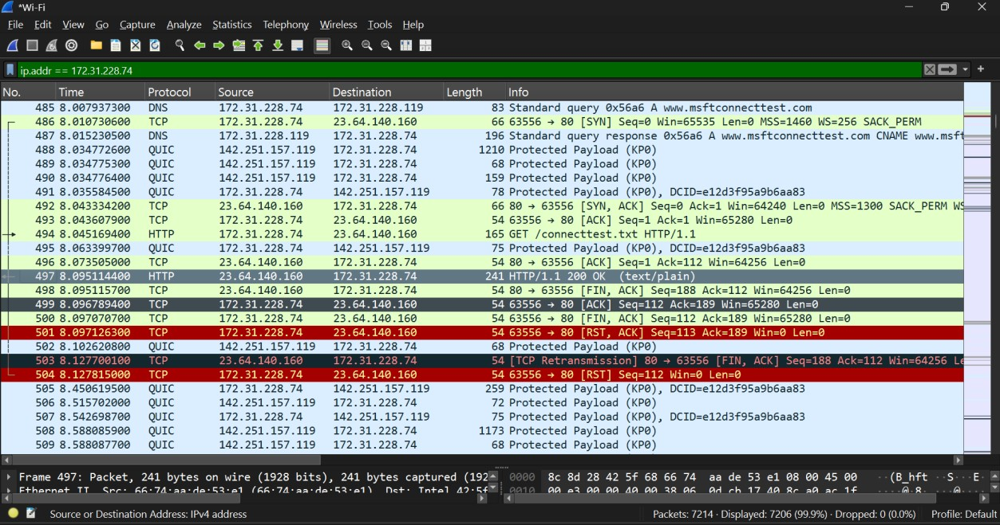 *Wi-Fi
File Edit View Go Capture Analyze Statistics Telephony Wireless Tools Help
ip.addr == 172.31.228.74
No. Time Protocol Source Destination Length Info
485 8.007937300 DNS 172.31.228.74 172.31.228.119 83 Standard query 0x56a6 A www.msftconnecttest.com
486 8.010730600 TCP 172.31.228.74 23.64.140.160 66 63556 → 80 [SYN] Seq=0 Win=65535 Len=0 MSS=1460 WS=256 SACK_PERM
487 8.015230500 DNS 172.31.228.119 172.31.228.74 196 Standard query response 0x56a6 A www.msftconnecttest.com CNAME www.msft
488 8.034772600 QUIC 142.251.157.119 172.31.228.74 1210 Protected Payload (KP0)
489 8.034775300 QUIC 142.251.157.119 172.31.228.74 68 Protected Payload (KP0)
490 8.034776400 QUIC 142.251.157.119 172.31.228.74 159 Protected Payload (KP0)
491 8.035584500 QUIC 172.31.228.74 142.251.157.119 78 Protected Payload (KP0), DCID=e12d3f95a9b6aa83
492 8.043334200 TCP 23.64.140.160 172.31.228.74 66 80 → 63556 [SYN, ACK] Seq=0 Ack=1 Win=64240 Len=0 MSS=1300 SACK_PERM WS
493 8.043607900 TCP 172.31.228.74 23.64.140.160 54 63556 → 80 [ACK] Seq=1 Ack=1 Win=65280 Len=0
494 8.045169400 HTTP 172.31.228.74 23.64.140.160 165 GET /connecttest.txt HTTP/1.1
495 8.063399700 QUIC 172.31.228.74 142.251.157.119 75 Protected Payload (KP0), DCID=e12d3f95a9b6aa83
496 8.073505000 TCP 23.64.140.160 172.31.228.74 54 80 → 63556 [ACK] Seq=1 Ack=112 Win=64256 Len=0
497 8.095114400 HTTP 23.64.140.160 172.31.228.74 241 HTTP/1.1 200 OK (text/plain)
498 8.095115700 TCP 23.64.140.160 172.31.228.74 54 80 → 63556 [FIN, ACK] Seq=188 Ack=112 Win=64256 Len=0
499 8.096789400 TCP 172.31.228.74 23.64.140.160 54 63556 → 80 [ACK] Seq=112 Ack=189 Win=65280 Len=0
500 8.097070700 TCP 172.31.228.74 23.64.140.160 54 63556 → 80 [FIN, ACK] Seq=112 Ack=189 Win=65280 Len=0
501 8.097126300 TCP 172.31.228.74 23.64.140.160 54 63556 → 80 [RST, ACK] Seq=113 Ack=189 Win=0 Len=0
502 8.102620800 QUIC 142.251.157.119 172.31.228.74 68 Protected Payload (KP0)
503 8.127700100 TCP 23.64.140.160 172.31.228.74 54 [TCP Retransmission] 80 → 63556 [FIN, ACK] Seq=188 Ack=112 Win=64256 Le
504 8.127815000 TCP 172.31.228.74 23.64.140.160 54 63556 → 80 [RST] Seq=112 Win=0 Len=0
505 8.450619500 QUIC 172.31.228.74 142.251.157.119 259 Protected Payload (KP0), DCID=e12d3f95a9b6aa83
506 8.515702000 QUIC 142.251.157.119 172.31.228.74 72 Protected Payload (KP0)
507 8.542698700 QUIC 172.31.228.74 142.251.157.119 75 Protected Payload (KP0), DCID=e12d3f95a9b6aa83
508 8.588085900 QUIC 142.251.157.119 172.31.228.74 1173 Protected Payload (KP0)
509 8.588087700 QUIC 142.251.157.119 172.31.228.74 68 Protected Payload (KP0)
Frame 497: Packet, 241 bytes on wire (1928 bits), 241 bytes captured (192
Ethernet II, Src: 66:74:aa:de:53:e1 (66:74:aa:de:53:e1), Dst: Intel 42:5f
0000 8c 8d 28 42 5f 68 66 74 aa de 53 e1 08 00 45 00 ··(B_hft ··S···E·
0010 00 e3 00 00 40 00 38 06 0d cb 17 40 8c a0 ac 1f ····@·8· ···@····
Source or Destination Address: IPv4 address
Packets: 7214 · Displayed: 7206 (99.9%) · Dropped: 0 (0.0%)
Profile: Default